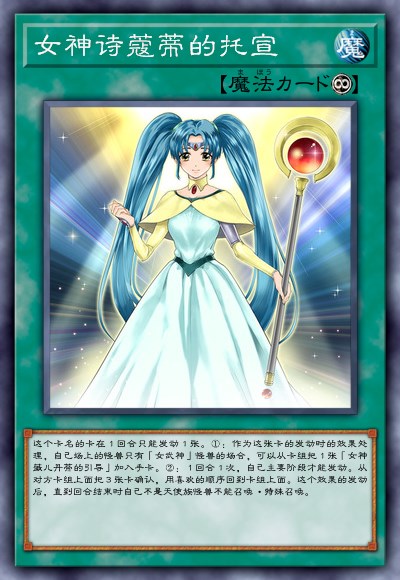 女神诗蔻蒂的托宣
魔
【魔法カード】
まほう
这个卡名的卡在1回合只能发动1张。①：作为这张卡的发动时的效果处
理，自己场上的怪兽只有「女武神」怪兽的场合，可以从卡组把1张「女神
薇儿丹蒂的引导」加入手卡。②：1回合1次，自己主要阶段才能发动。从
对方卡组上面把3张卡确认，用喜欢的顺序回到卡组上面。这个效果的发动
后，直到回合结束时自己不是天使族怪兽不能召唤·特殊召唤。